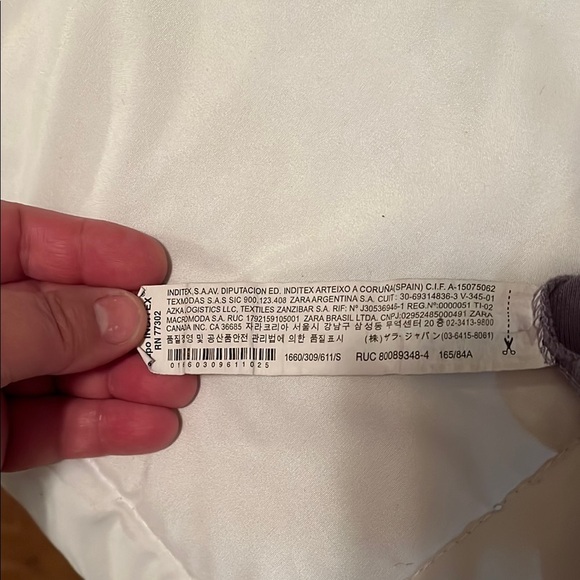 INDITEX, S.A. AV. DIPUTACION ED. INDITEX ARTEIXO A CORUÑA(SPAIN) C.I.F. A-15075062
TEXMODAS S.A.S SIC 900.123.408 ZARA ARGENTINA S.A. CUIT: 30-69314836-3 V-345-01
AZKA LOGISTICS LLC, TEXTILES ZANZIBAR S.A. RIF: Nº J30536946-1 REG.Nº:0000051 TI-02
MACROMODA S.A. RUC 1792159105001 ZARA BRASIL LTDA. CNPJ:02952485000491 ZARA
CANADA INC. CA 36685 자라코리아 서울시 강남구 삼성동 무역센터 20층 02-3413-9800
품질경영 및 공산품안전 관리법에 의한 품질표시 (株) ザラ・ジャパン(03-6415-8061)
1660/309/611/S RUC 80089348-4 165/84A
01660309611025
RN 77302